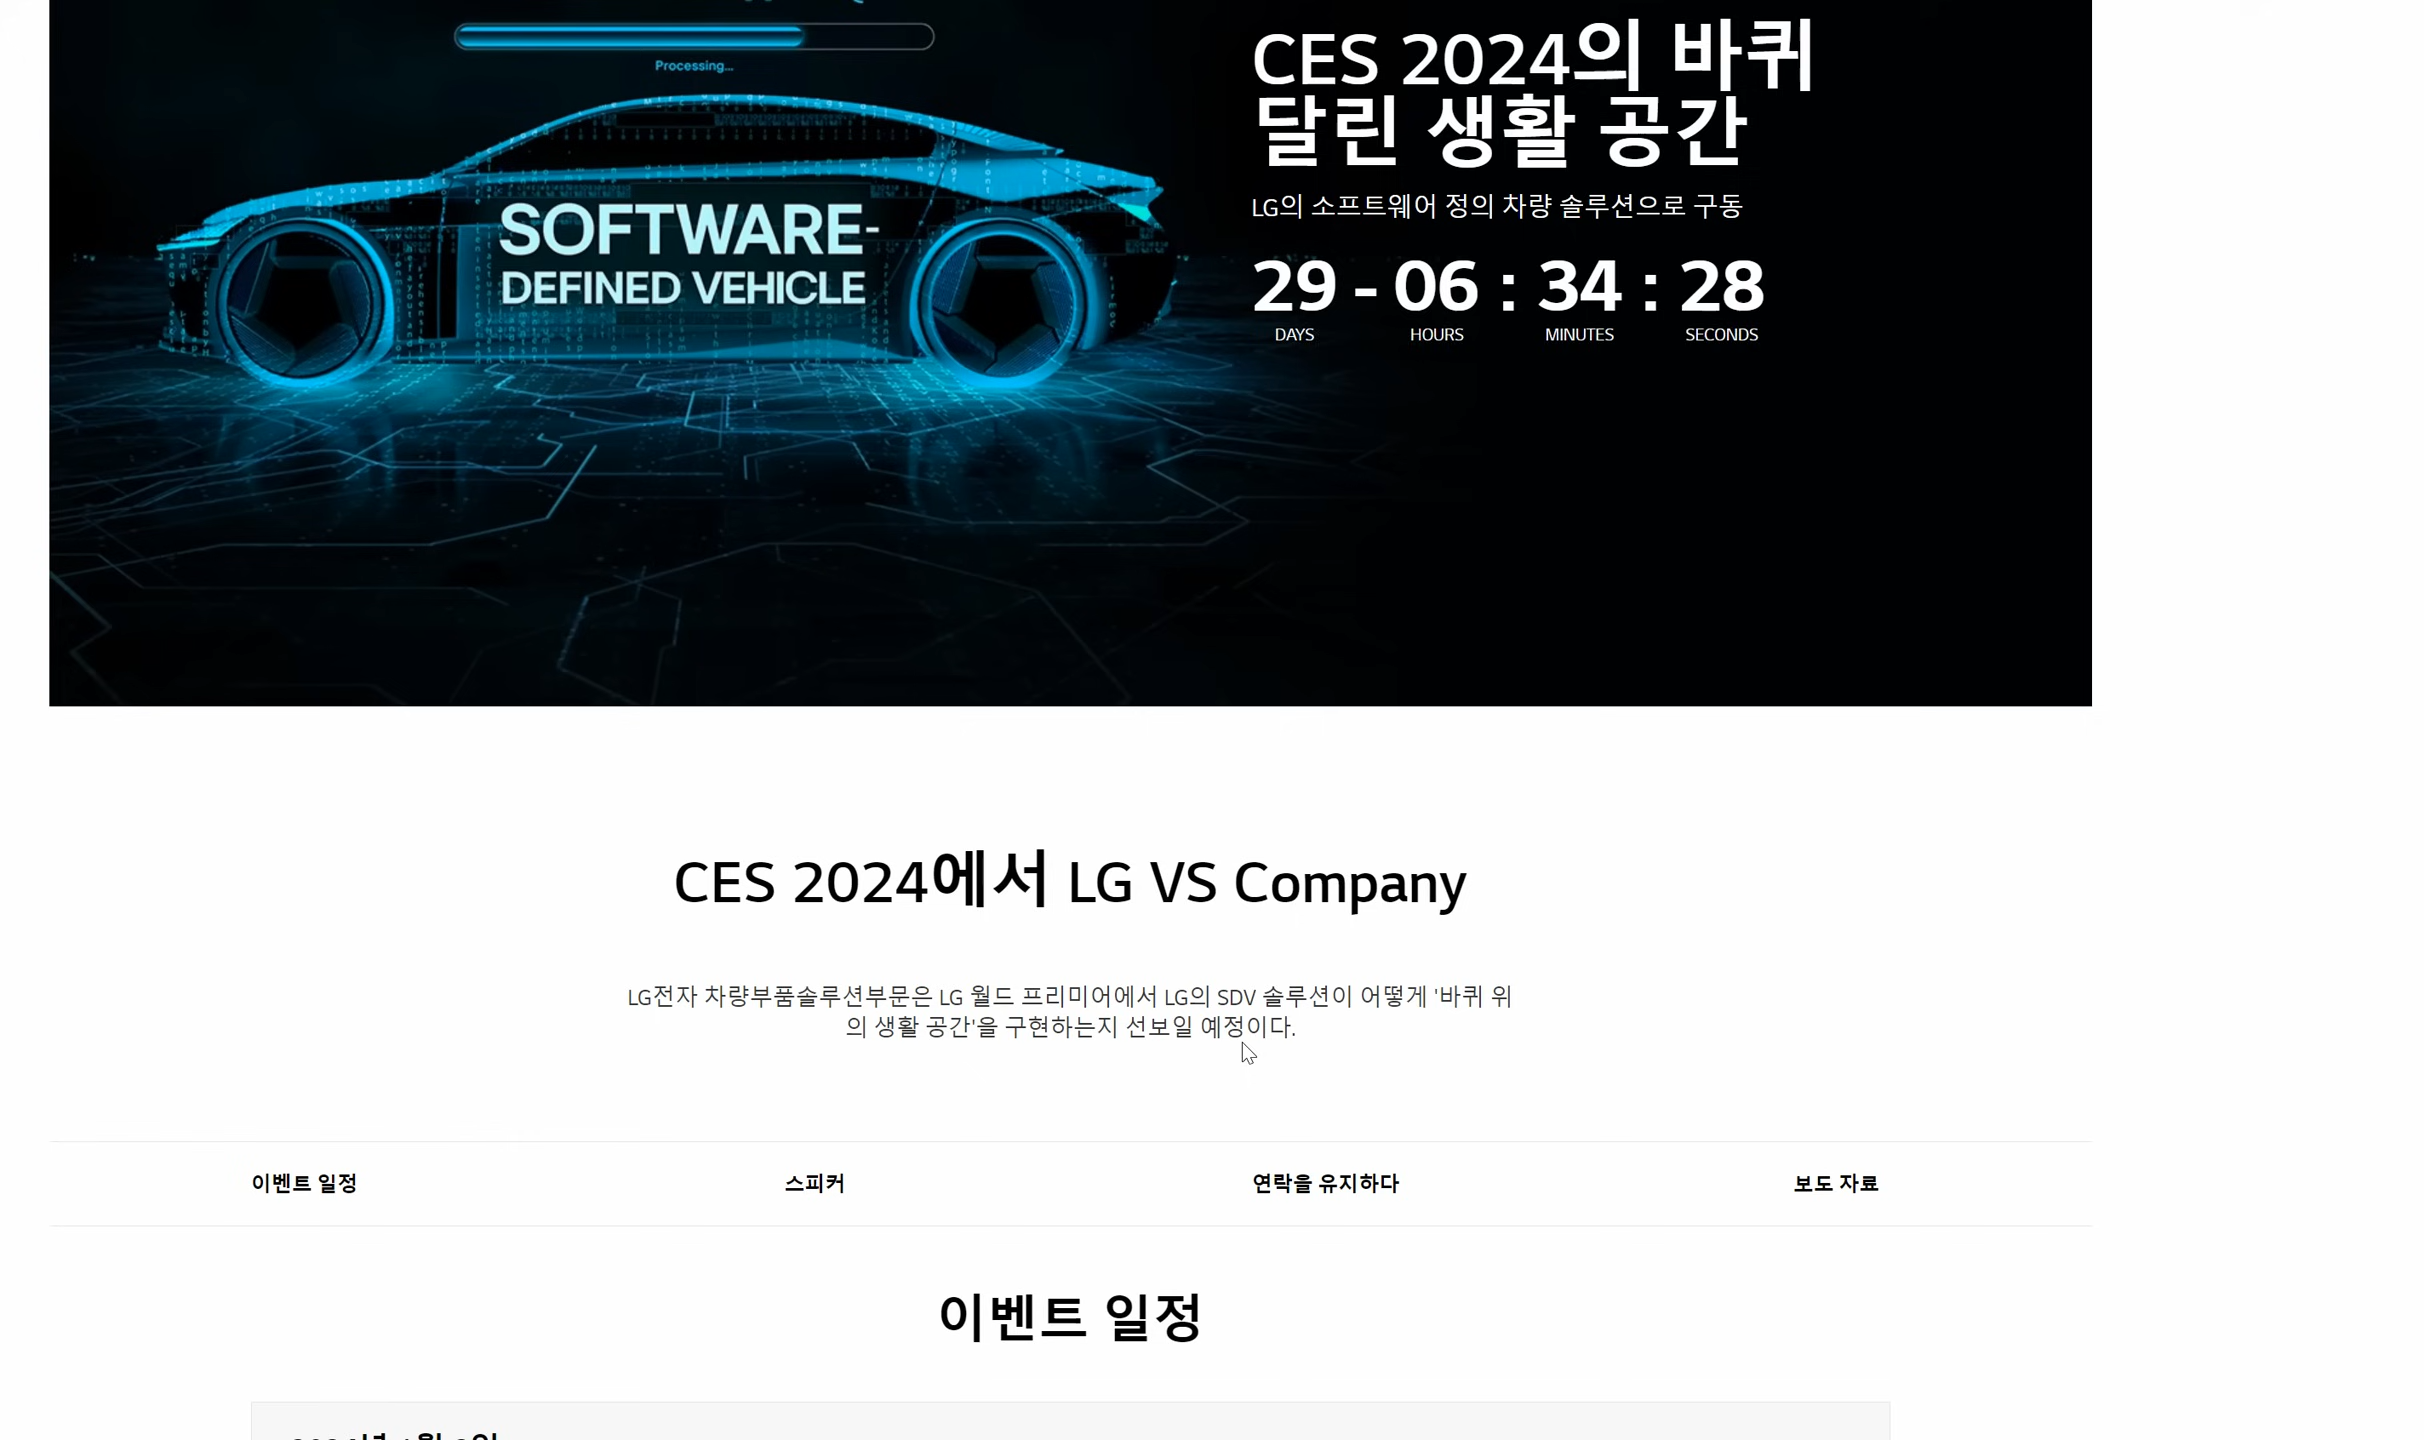 Processing...
SOFTWARE-
DEFINED VEHICLE
CES 2024의 바퀴
달린 생활 공간
LG의 소프트웨어 정의 차량 솔루션으로 구동
29 - 06 : 34 : 28
DAYS HOURS MINUTES SECONDS
CES 2024에서 LG VS Company
LG전자 차량부품솔루션부문은 LG 월드 프리미어에서 LG의 SDV 솔루션이 어떻게 '바퀴 위
의 생활 공간'을 구현하는지 선보일 예정이다.
이벤트 일정 스피커 연락을 유지하다 보도 자료
이벤트 일정